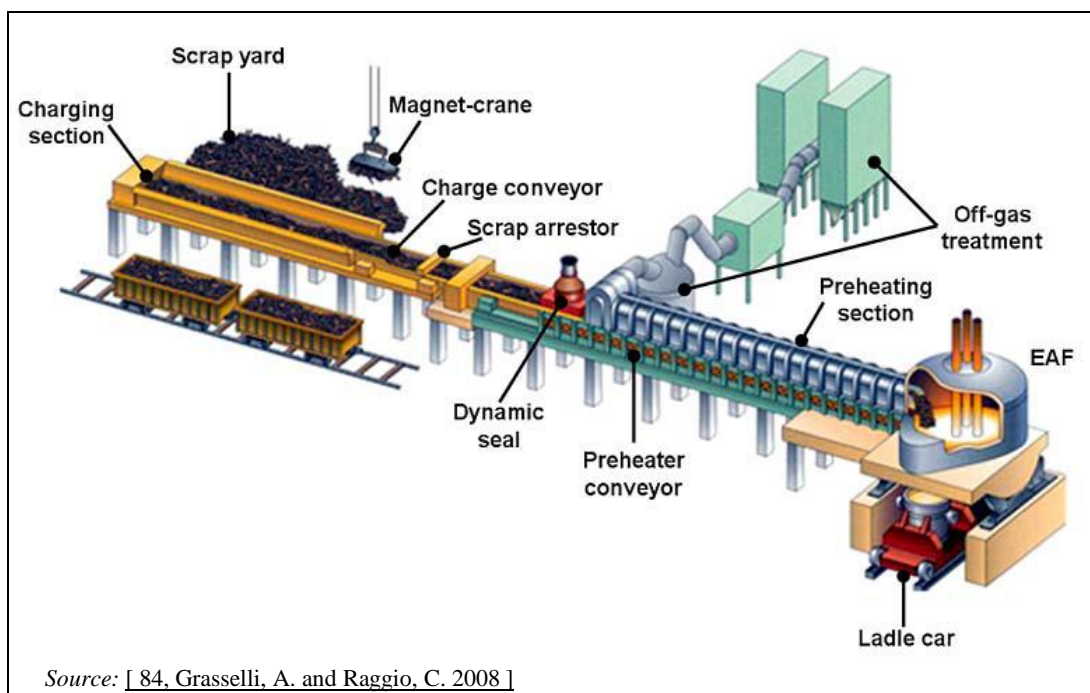 Scrap yard
Charging
section
Magnet-crane
Charge conveyor
Scrap arrestor
Off-gas
treatment
Preheating
section
EAF
Dynamic
seal
Preheater
conveyor
Ladle car
Source: [ 84, Grasselli, A. and Raggio, C. 2008 ]